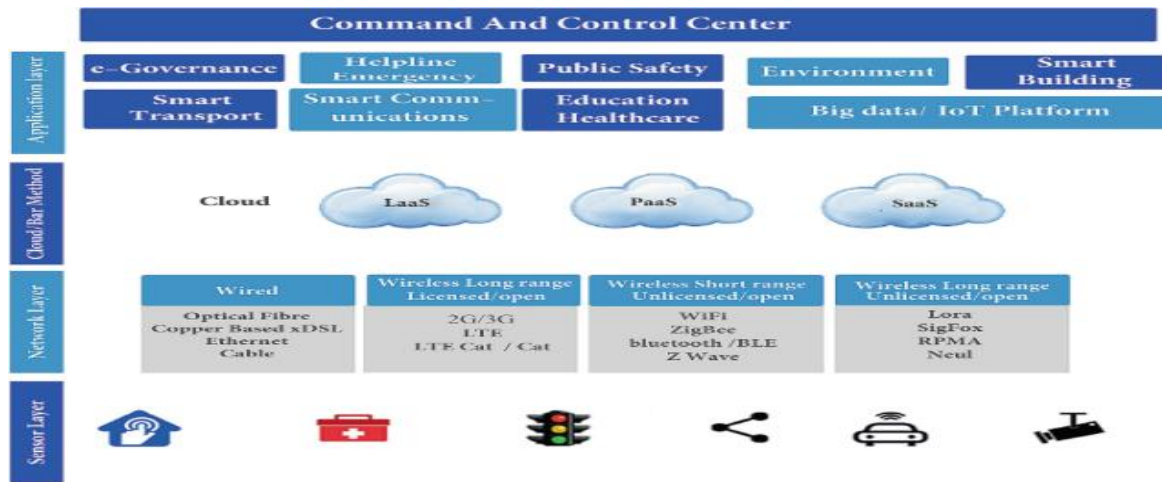 Command And Control Center
Application layer
e-Governance
Helpline
Emergency
Public Safety
Environment
Smart
Building
Smart
Transport
Smart Comm-
unications
Education
Healthcare
Big data/ IoT Platform
Cloud/Bar Method
Cloud
LaaS
PaaS
SaaS
Network Layer
Wired
Optical Fibre
Copper Based xDSL
Ethernet
Cable
Wireless Long range
Licensed/open
2G/3G
LTE
LTE Cat / Cat
Wireless Short range
Unlicensed/open
WiFi
ZigBee
bluetooth /BLE
Z Wave
Wireless Long range
Unlicensed/open
Lora
SigFox
RPMA
Neul
Sensor Layer